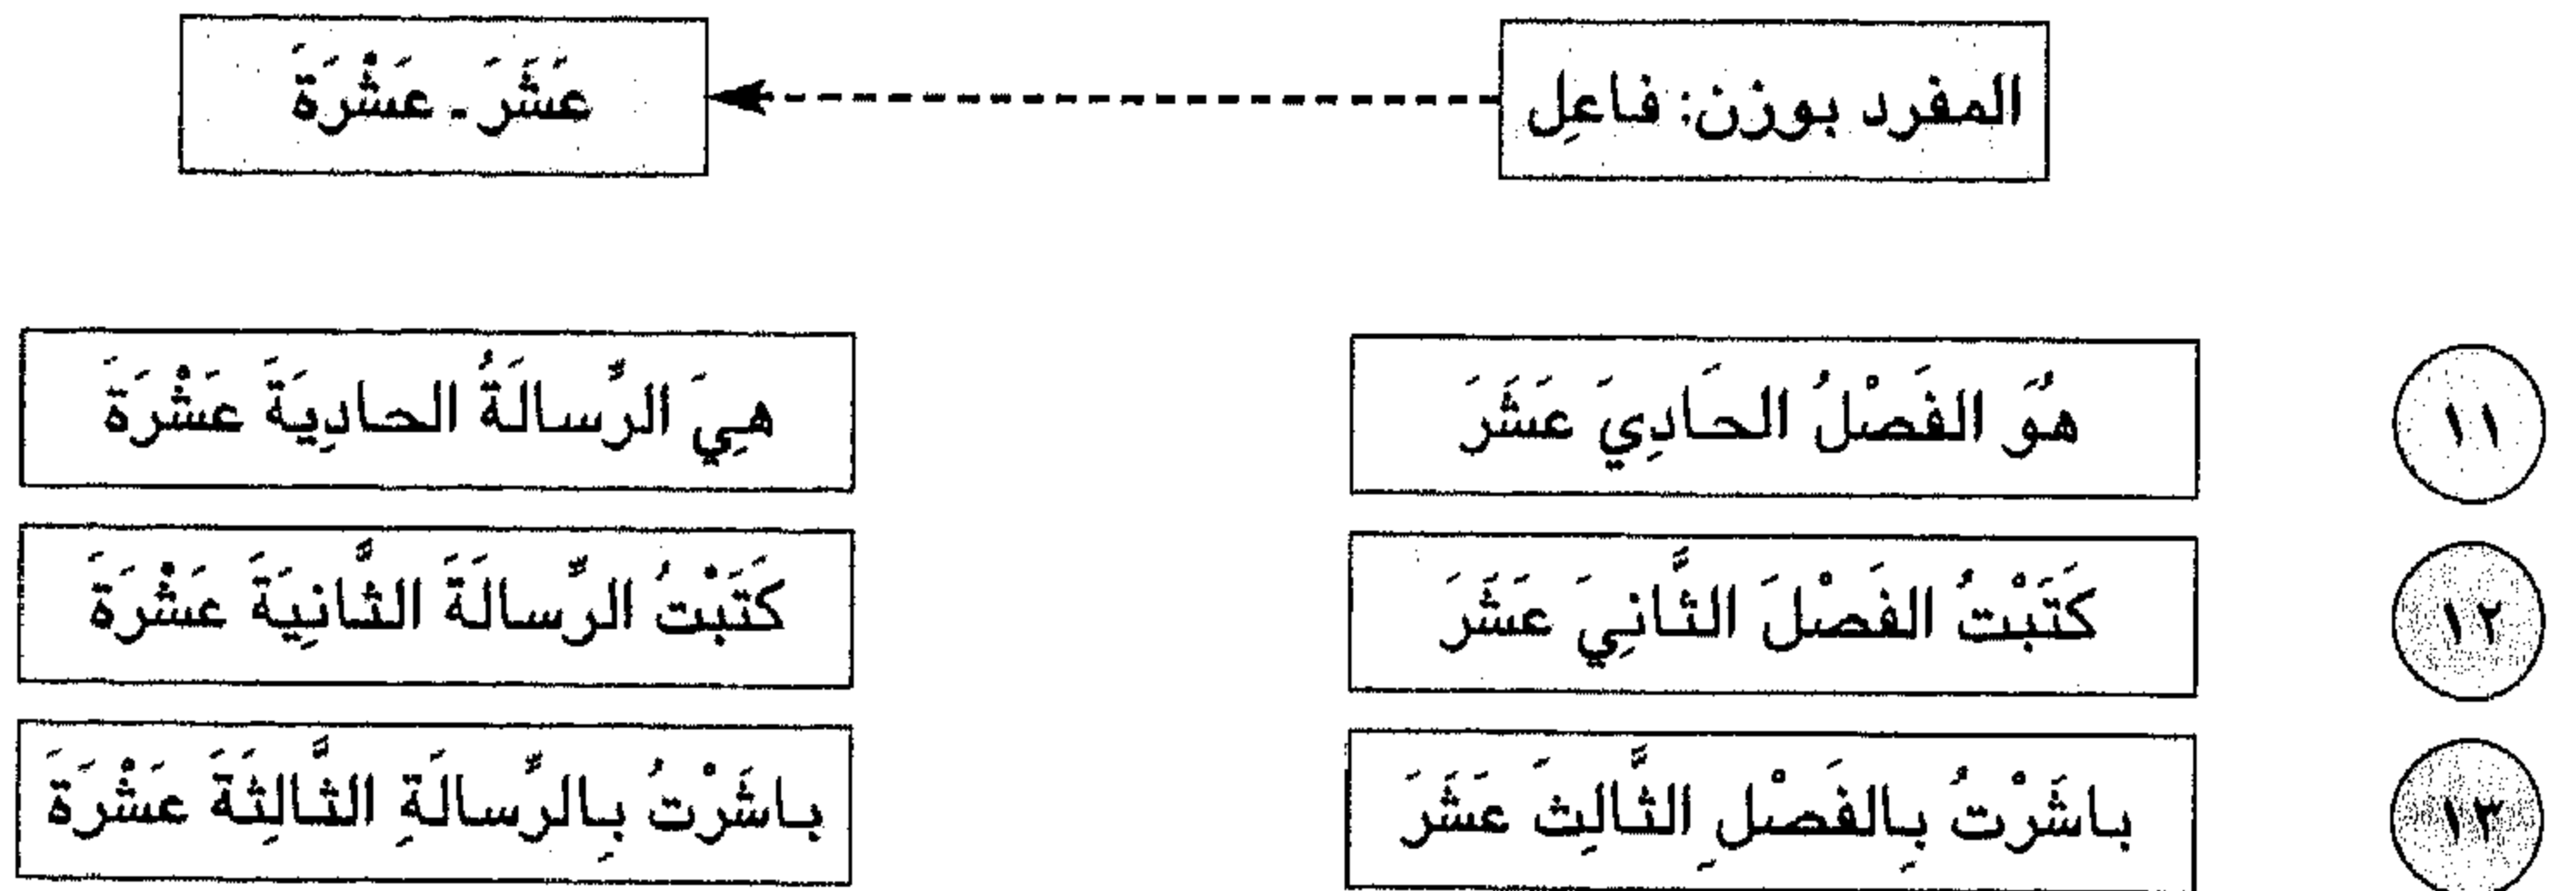 المفرد بوزن: فاعِل
عَشَرَ - عَشْرَةَ
١١
هُوَ الفَصْلُ الحَادِيَ عَشَرَ
هِيَ الرِّسالَةُ الحادِيَةَ عَشْرَةَ
١٢
كَتَبْتُ الفَصْلَ الثَّانِيَ عَشَرَ
كَتَبْتُ الرِّسالَةَ الثَّانِيَةَ عَشْرَةَ
١٣
باشَرْتُ بِالفَصْلِ الثَّالِثَ عَشَرَ
باشَرْتُ بِالرِّسالَةِ الثَّالِثَةَ عَشْرَةَ